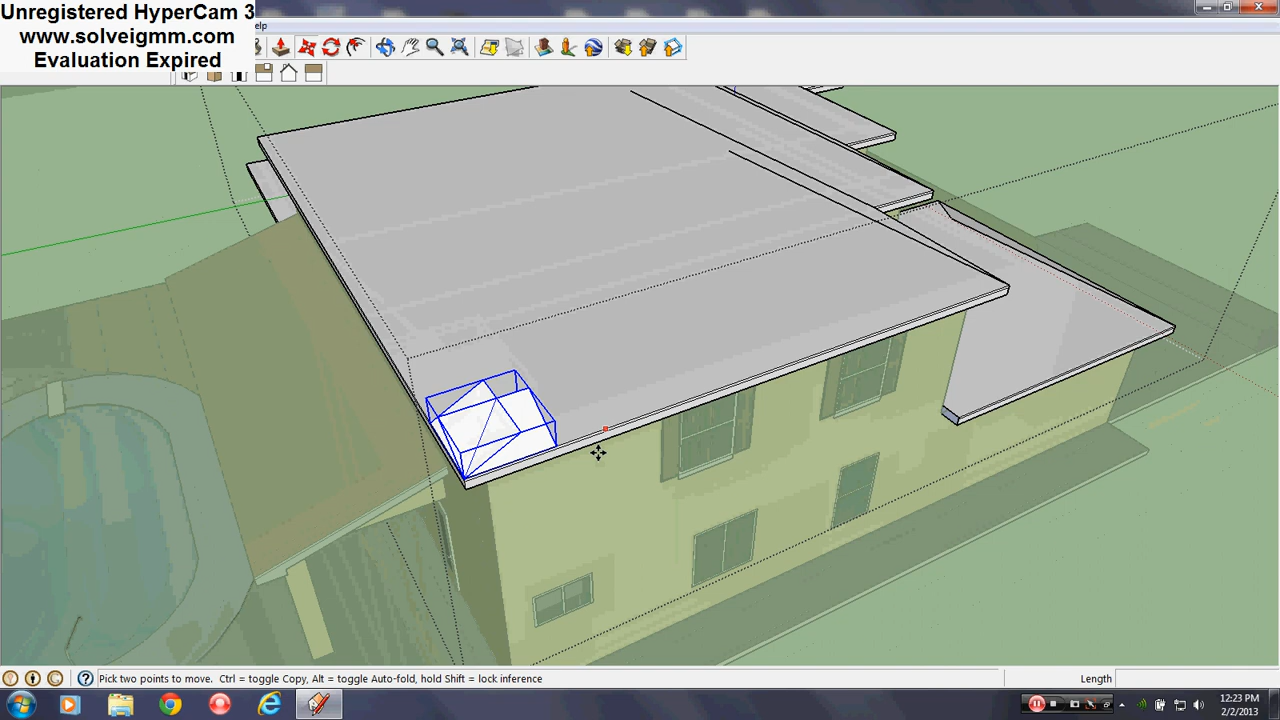 Unregistered HyperCam 3
www.solveigmm.com
Evaluation Expired
elp
Pick two points to move.  Ctrl = toggle Copy, Alt = toggle Auto-fold, hold Shift = lock inference
Length
12:23 PM
2/2/2013